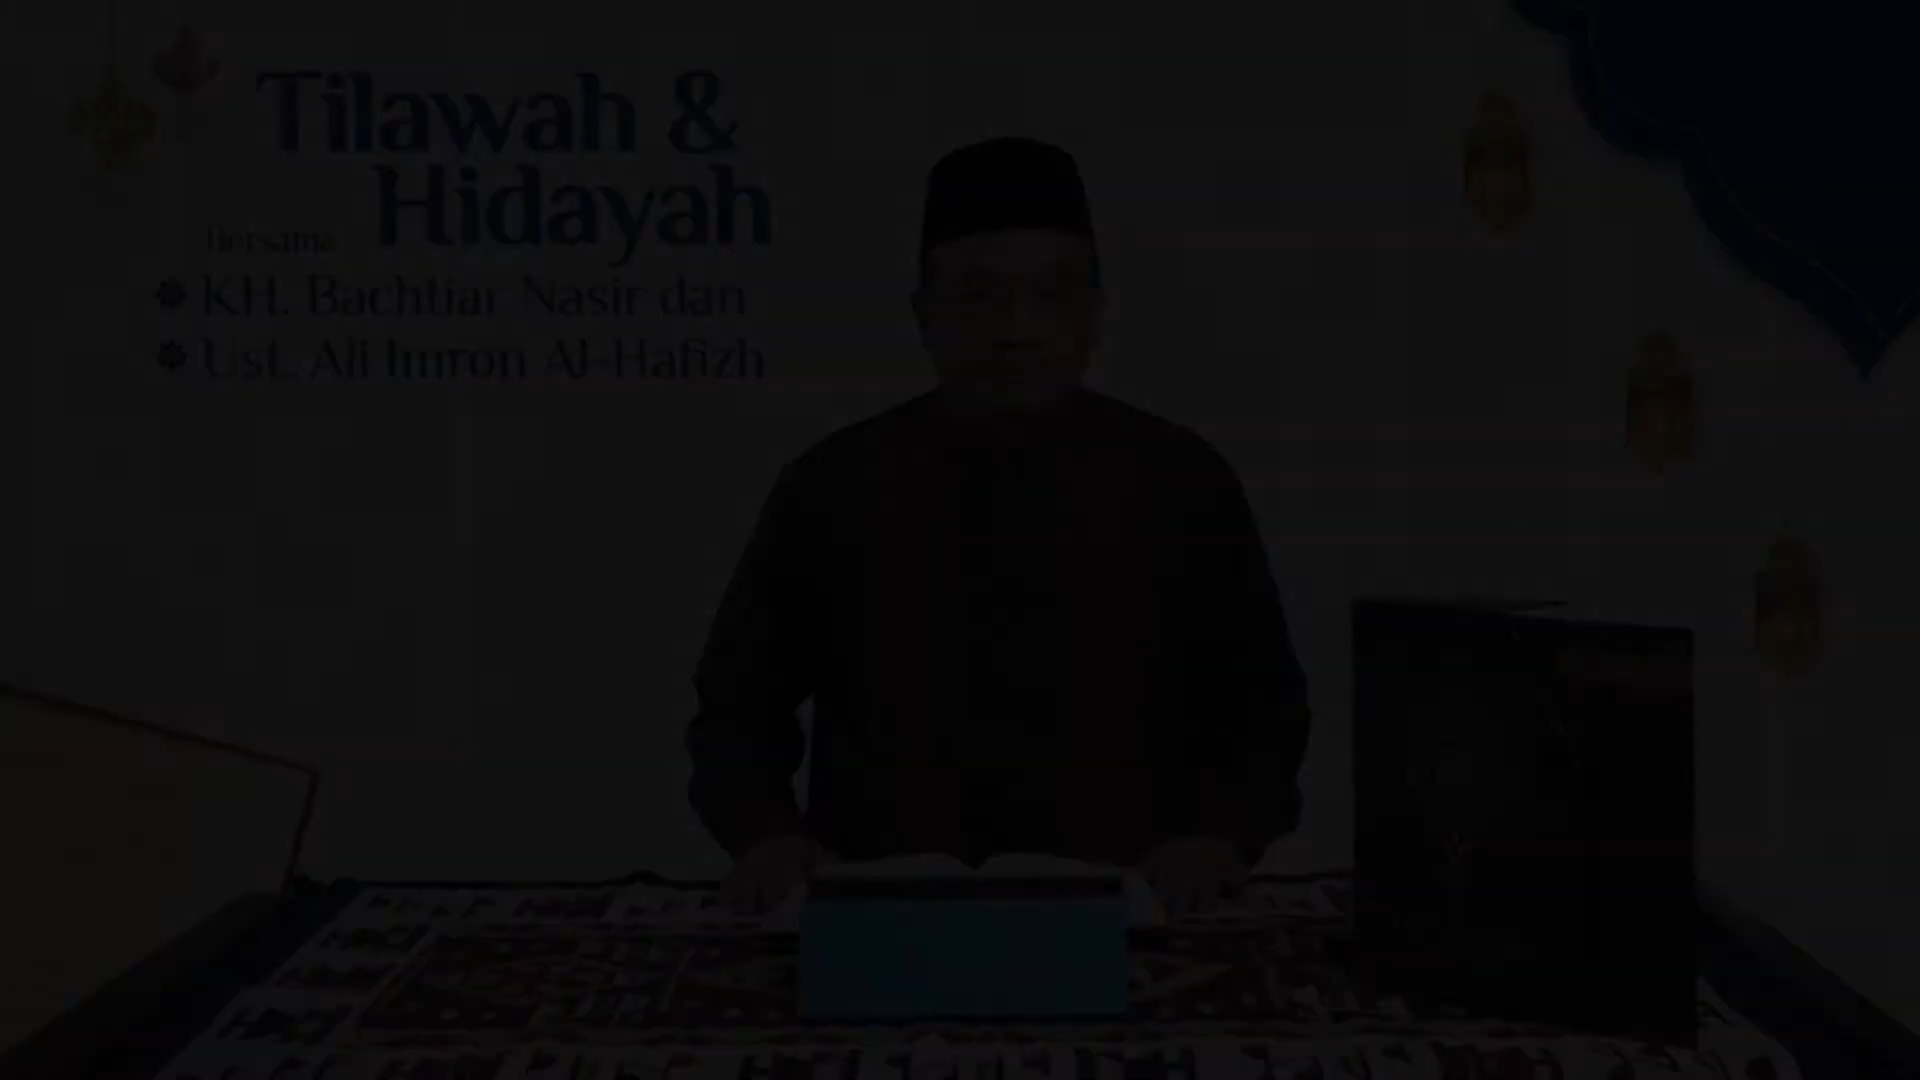 Tilawah &
Hidayah
Bersama
KH. Bachtiar Nasir dan
Ust. Ali Imron Al-Hafizh